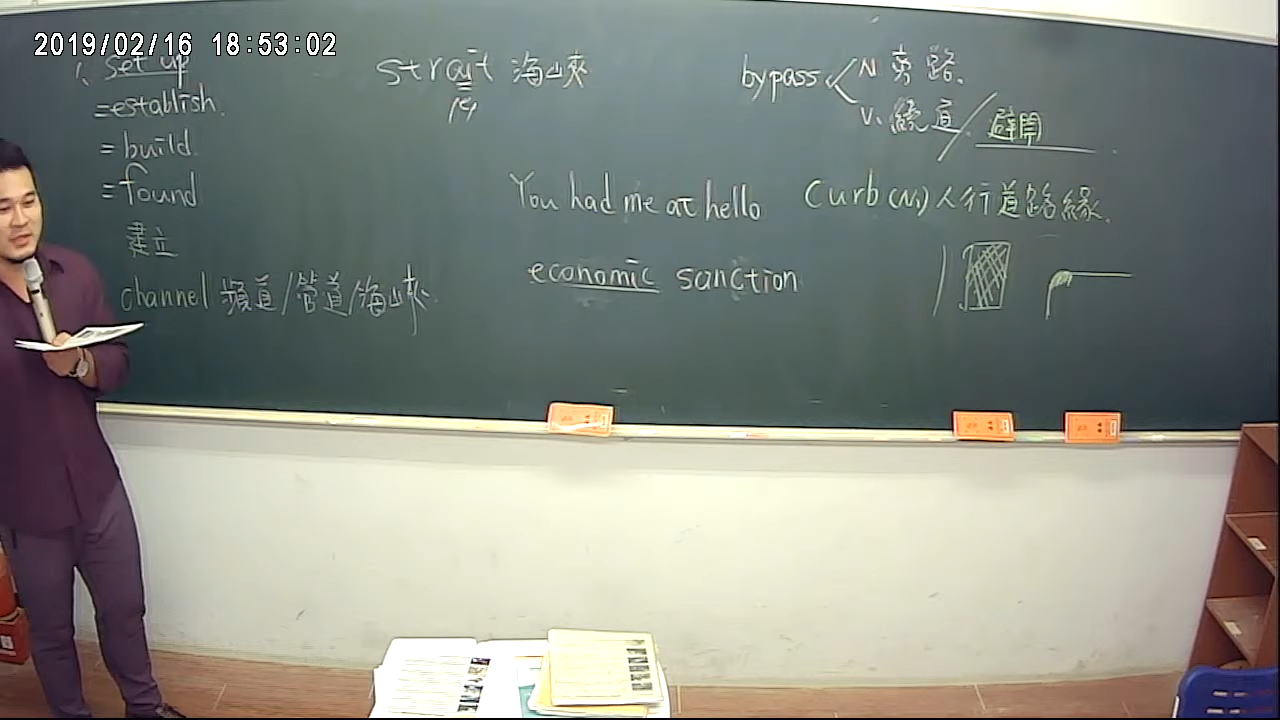 2019/02/16 18:53:02
1、set up
=establish.
= build.
= found
建立
channel 頻道/管道/海峽
strait 海峽
You had me at hello
economic sanction
bypass N 旁路.
V. 繞道/避開
Curb(N) 人行道路緣.